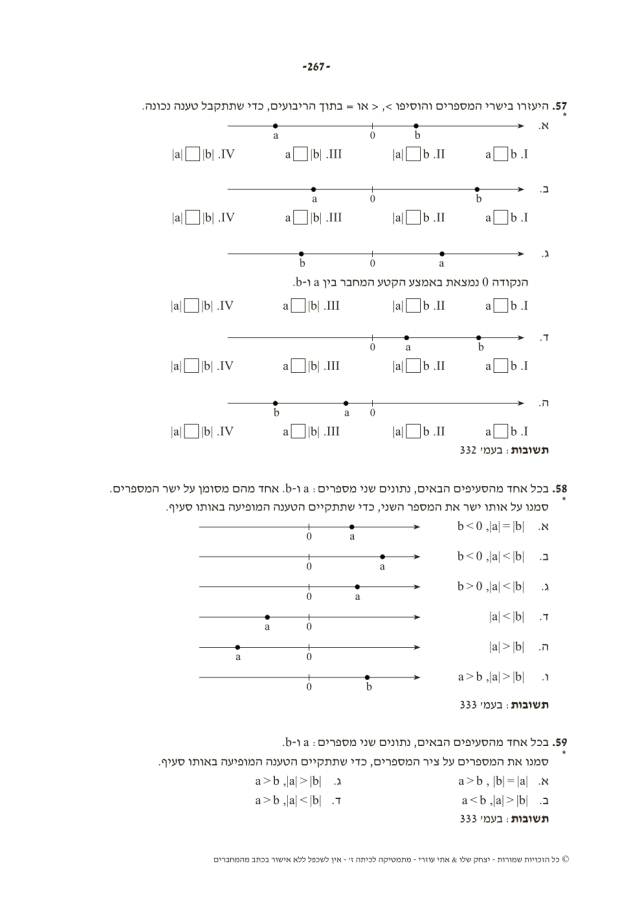 -267-
57. היעזרו בישרי המספרים והוסיפו >, < או = בתוך הריבועים, כדי שתתקבל טענה נכונה.
*
א.
a 0 b
I. a □ b II. |a| □ b III. a □ |b| IV. |a| □ |b|
ב.
a 0 b
I. a □ b II. |a| □ b III. a □ |b| IV. |a| □ |b|
ג.
b 0 a
הנקודה 0 נמצאת באמצע הקטע המחבר בין a ו-b.
I. a □ b II. |a| □ b III. a □ |b| IV. |a| □ |b|
ד.
0 a b
I. a □ b II. |a| □ b III. a □ |b| IV. |a| □ |b|
ה.
b a 0
I. a □ b II. |a| □ b III. a □ |b| IV. |a| □ |b|
תשובות : בעמ' 332
58. בכל אחד מהסעיפים הבאים, נתונים שני מספרים : a ו-b. אחד מהם מסומן על ישר המספרים.
* סמנו על אותו ישר את המספר השני, כדי שתתקיים הטענה המופיעה באותו סעיף.
א. b < 0 ,|a| = |b|
0 a
ב. b < 0 ,|a| < |b|
0 a
ג. b > 0 ,|a| < |b|
0 a
ד. |a| < |b|
a 0
ה. |a| > |b|
a 0
ו. a > b ,|a| > |b|
0 b
תשובות : בעמ' 333
59. בכל אחד מהסעיפים הבאים, נתונים שני מספרים : a ו-b.
* סמנו את המספרים על ציר המספרים, כדי שתתקיים הטענה המופיעה באותו סעיף.
א. a > b , |b| = |a| ג. a > b ,|a| > |b|
ב. a < b ,|a| > |b| ד. a > b ,|a| < |b|
תשובות : בעמ' 333
© כל הזכויות שמורות - יצחק שלו & אתי עוזרי - מתמטיקה לכיתה ז' - אין לשכפל ללא אישור בכתב מהמחברים